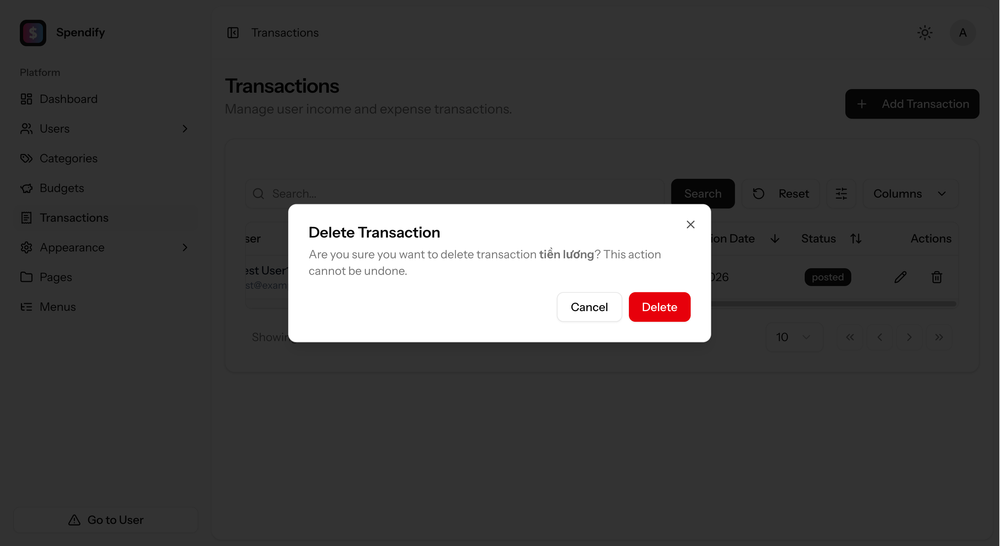 Spendify
Transactions
A
Platform
Dashboard
Users
Categories
Budgets
Transactions
Appearance
Pages
Menus
Go to User
Transactions
Manage user income and expense transactions.
Add Transaction
Search...
Search
Reset
Columns
ser
ion Date
Status
Actions
est User
st@exam
026
posted
Showing
10
Delete Transaction
Are you sure you want to delete transaction tiền lương? This action
cannot be undone.
Cancel
Delete